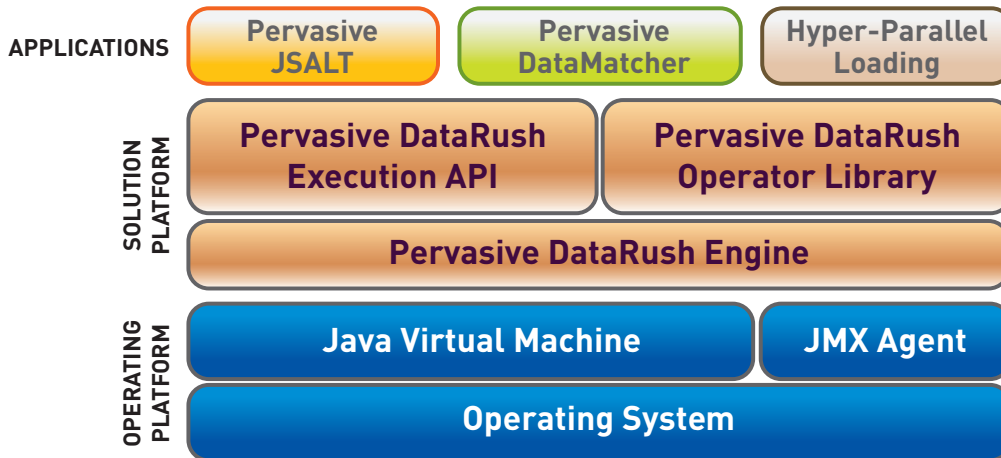 APPLICATIONS
Pervasive
JSALT
Pervasive
DataMatcher
Hyper-Parallel
Loading
SOLUTION
PLATFORM
Pervasive DataRush
Execution API
Pervasive DataRush
Operator Library
Pervasive DataRush Engine
OPERATING
PLATFORM
Java Virtual Machine
JMX Agent
Operating System